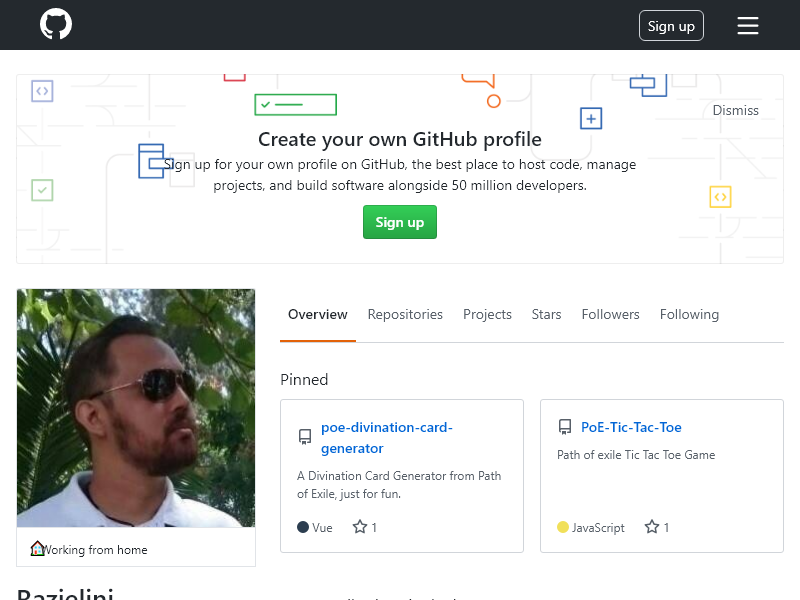 Sign up
Dismiss
Create your own GitHub profile
Sign up for your own profile on GitHub, the best place to host code, manage
projects, and build software alongside 50 million developers.
Sign up
Overview
Repositories
Projects
Stars
Followers
Following
Pinned
poe-divination-card-
generator
A Divination Card Generator from Path
of Exile, just for fun.
Vue
1
PoE-Tic-Tac-Toe
Path of exile Tic Tac Toe Game
JavaScript
1
Working from home
Razielini